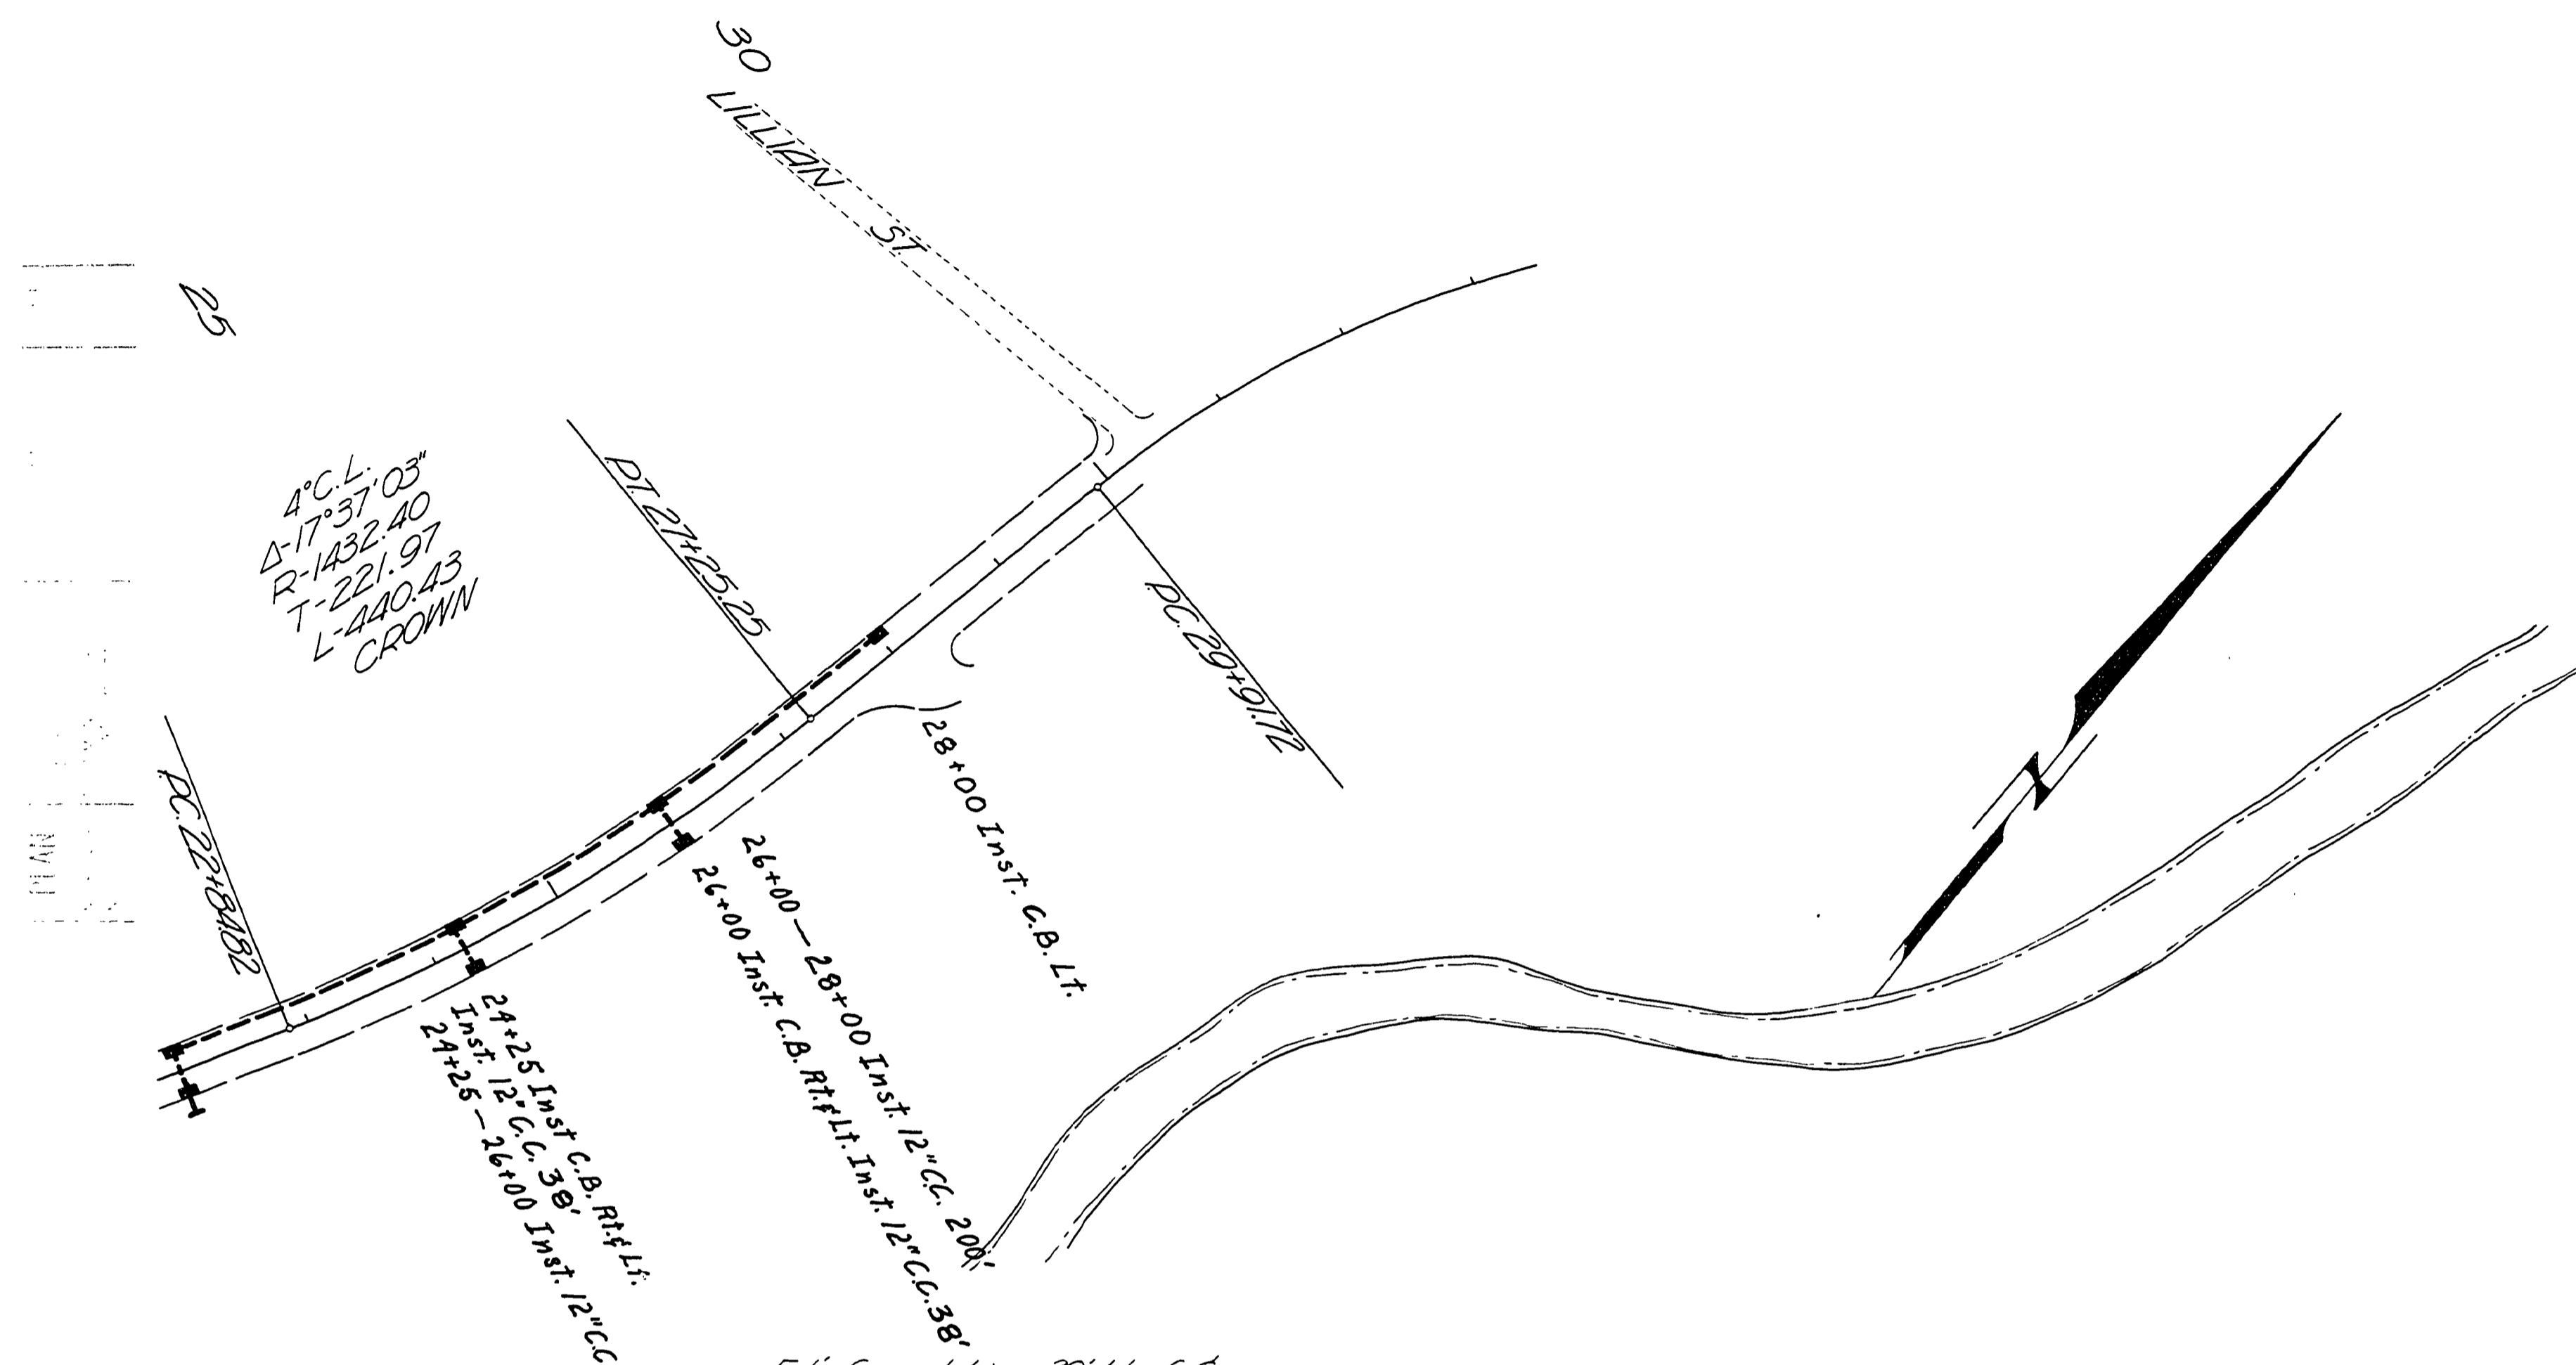 30
LILLIAN ST.
25
4°C.L.
Δ-17°37'03"
R-1432.40
T-221.97
L-440.43
CROWN
P.T. 27+25.25
P.C. 29+91.72
P.C. 22+84.82
28+00 Inst. C.B. Lt.
26+00 — 28+00 Inst. 12" C.C. 200'
26+00 Inst. C.B. Rt.& Lt. Inst. 12" C.C. 38'
24+25 Inst C.B. Rt.& Lt.
Inst. 12" C.C. 38'
24+25 — 26+00 Inst. 12" C.C
N